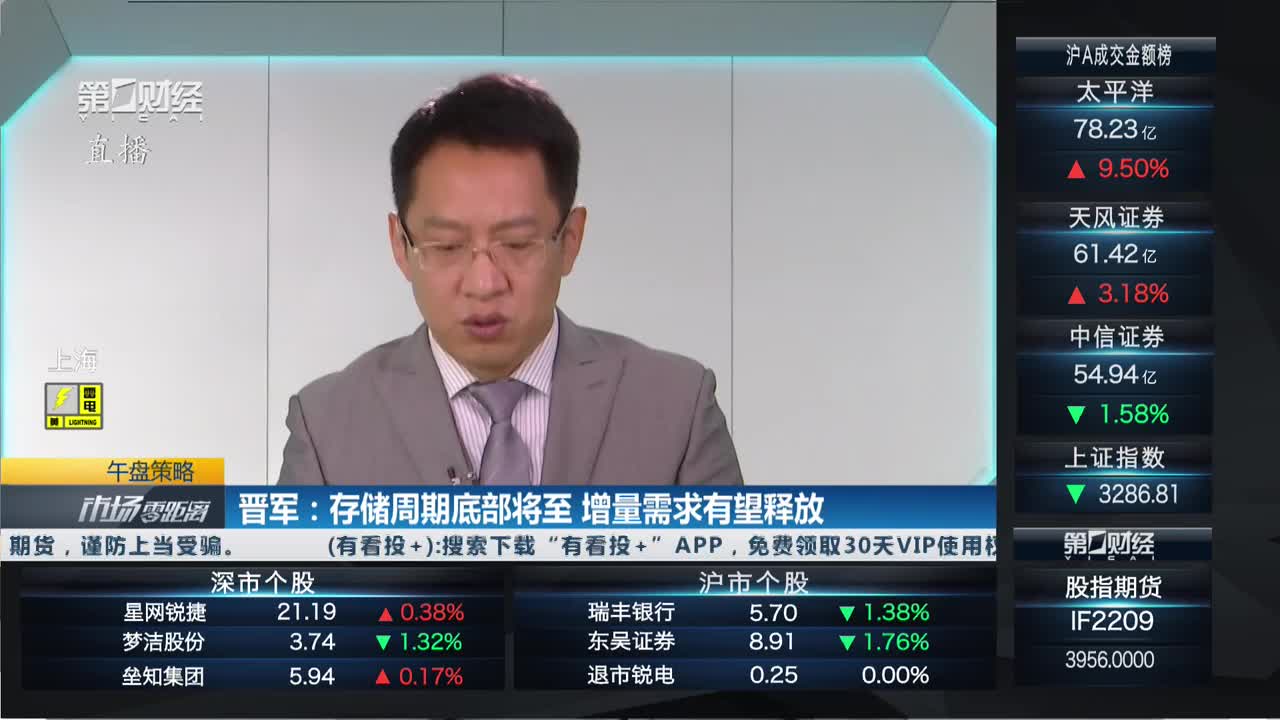 第一财经
YICAI
直播
上海
雷电
黄 LIGHTNING
午盘策略
市场零距离
晋军：存储周期底部将至 增量需求有望释放
期货，谨防上当受骗。 (有看投+):搜索下载“有看投+”APP，免费领取30天VIP使用权
深市个股
星网锐捷 21.19 ▲0.38%
梦洁股份 3.74 ▼1.32%
垒知集团 5.94 ▲0.17%
沪市个股
瑞丰银行 5.70 ▼1.38%
东吴证券 8.91 ▼1.76%
退市锐电 0.25 0.00%
沪A成交金额榜
太平洋
78.23亿
▲ 9.50%
天风证券
61.42亿
▲ 3.18%
中信证券
54.94亿
▼ 1.58%
上证指数
▼ 3286.81
第一财经
YICAI
股指期货
IF2209
3956.0000